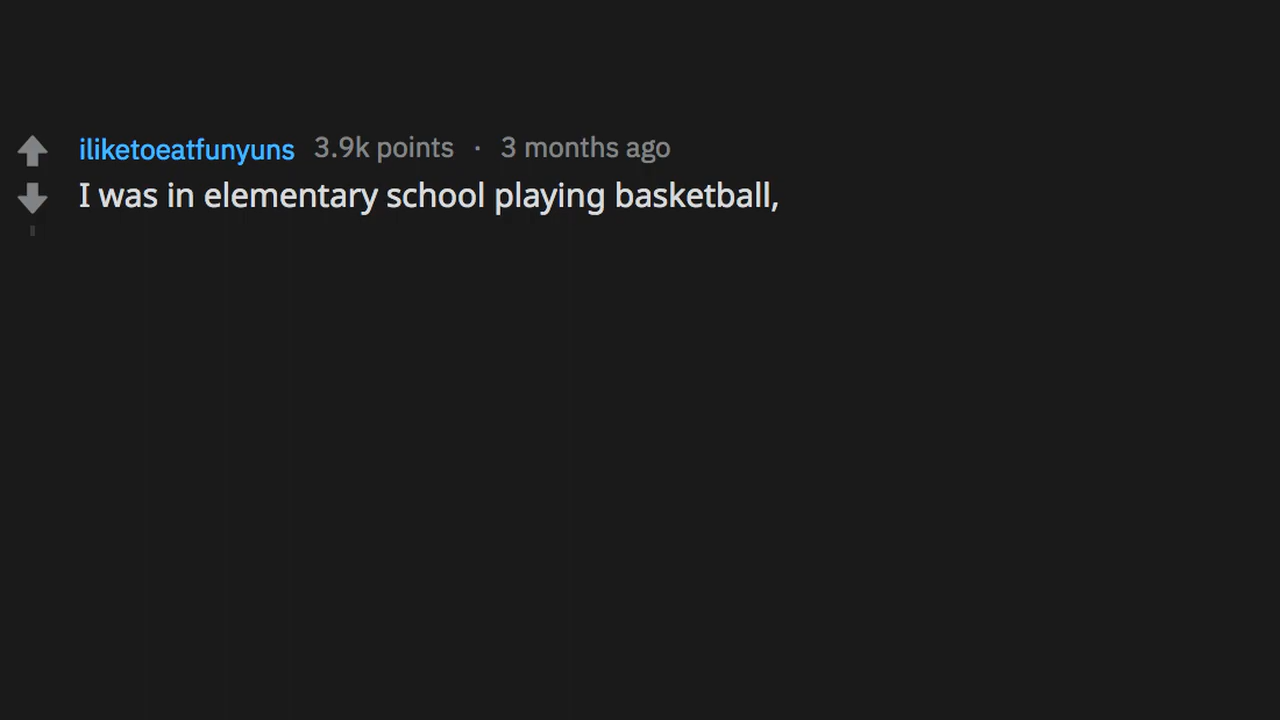 iliketoeatfunyuns 3.9k points · 3 months ago
I was in elementary school playing basketball,